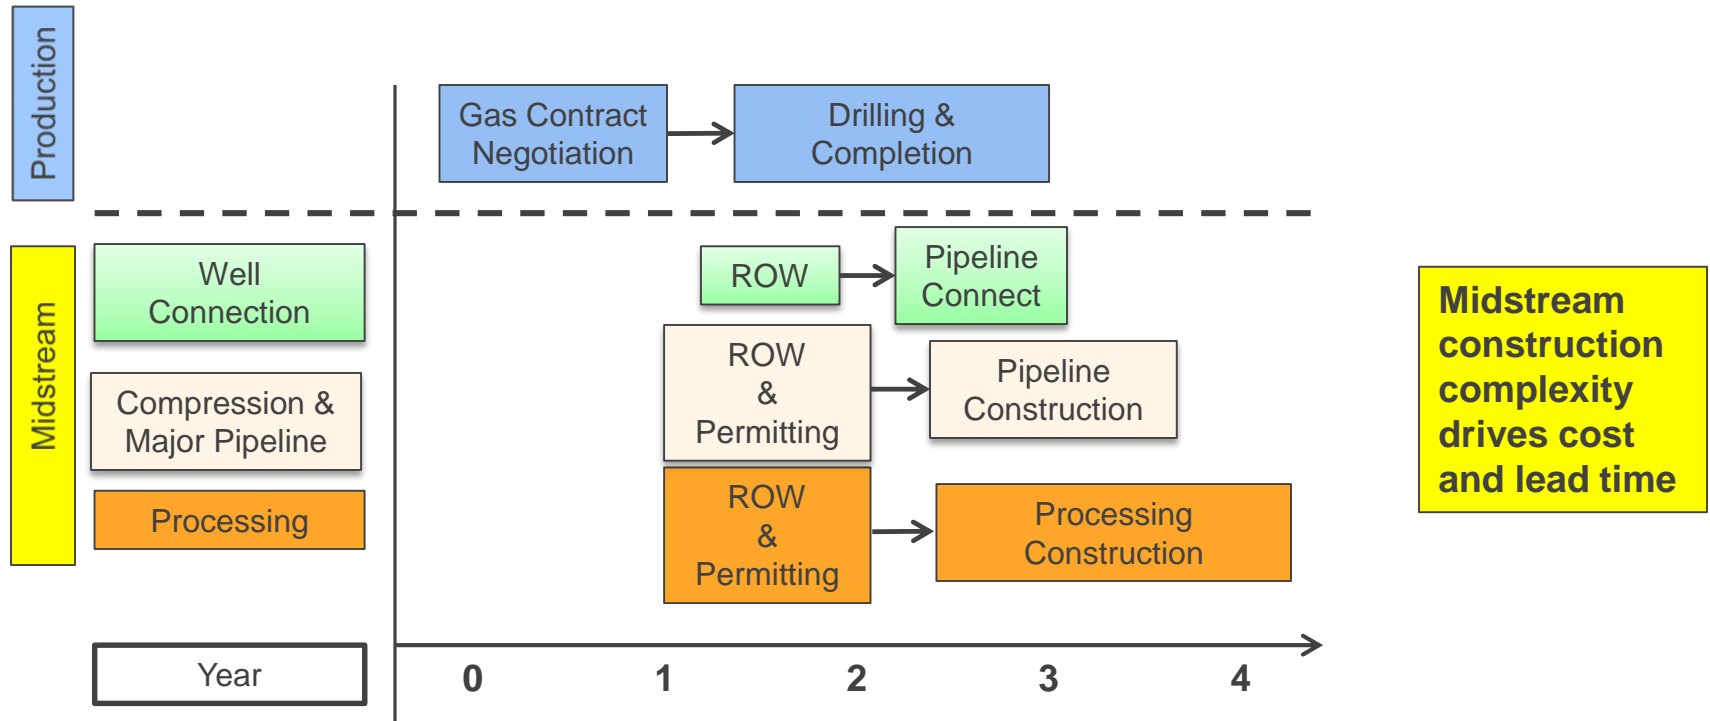 Production
Gas Contract
Negotiation
Drilling &
Completion
Midstream
Well
Connection
ROW
Pipeline
Connect
Compression &
Major Pipeline
ROW
&
Permitting
Pipeline
Construction
Processing
ROW
&
Permitting
Processing
Construction
Midstream
construction
complexity
drives cost
and lead time
Year
0 1 2 3 4